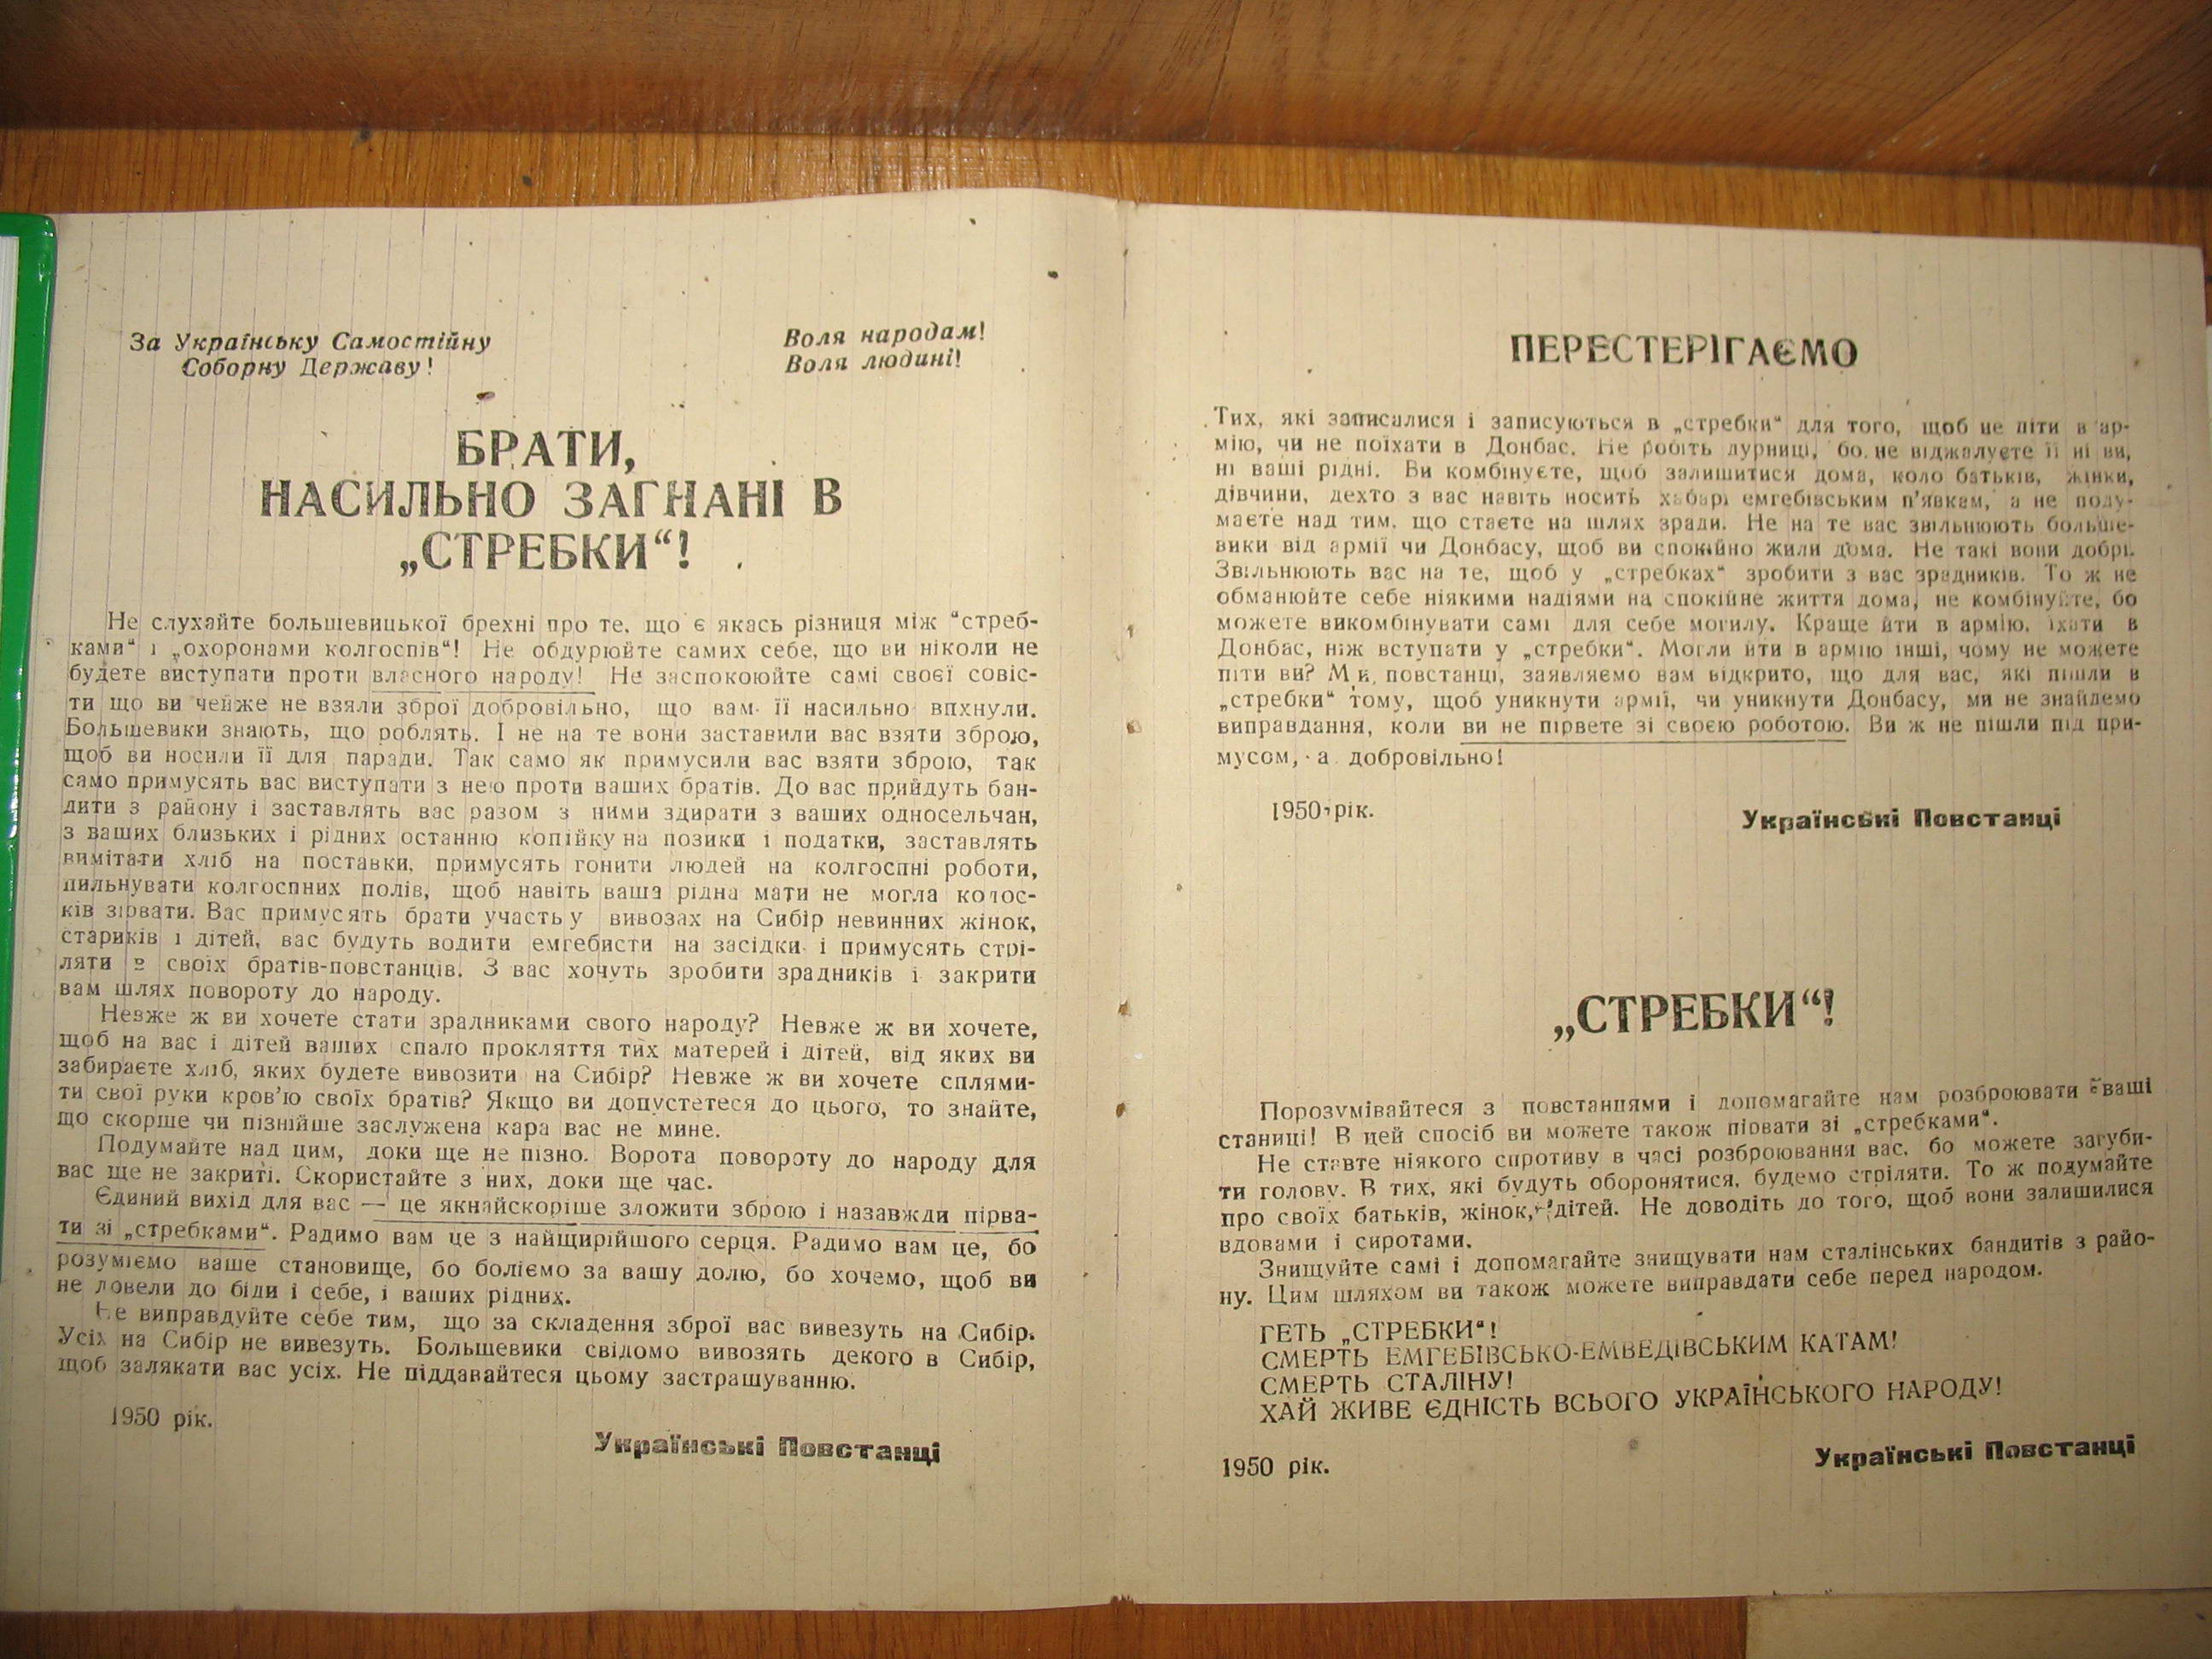 За Українську Самостійну
Соборну Державу!
Воля народам!
Воля людині!
БРАТИ,
НАСИЛЬНО ЗАГНАНІ В
„СТРЕБКИ“!
Не слухайте большевицької брехні про те, що є якась різниця між “стреб-
ками“ і „охоронами колгоспів“! Не обдурюйте самих себе, що ви ніколи не
будете виступати проти власного народу! Не заспокоюйте самі своєї совіс-
ти що ви чейже не взяли зброї добровільно, що вам її насильно впхнули.
Большевики знають, що роблять. І не на те вони заставили вас взяти зброю,
щоб ви носили її для паради. Так само як примусили вас взяти зброю, так
само примусять вас виступати з нею проти ваших братів. До вас прийдуть бан-
дити з району і заставлять вас разом з ними здирати з ваших односельчан,
з ваших близьких і рідних останню копійку на позики і податки, заставлять
вимітати хліб на поставки, примусять гонити людей на колгоспні роботи,
пильнувати колгоспних полів, щоб навіть ваша рідна мати не могла колос-
ків зірвати. Вас примусять брати участь у вивозах на Сибір невинних жінок,
стариків і дітей, вас будуть водити емгебисти на засідки і примусять стрі-
ляти в своїх братів-повстанців. З вас хочуть зробити зрадників і закрити
вам шлях повороту до народу.
Невже ж ви хочете стати зрадниками свого народу? Невже ж ви хочете,
щоб на вас і дітей ваших спало прокляття тих матерей і дітей, від яких ви
забираєте хліб, яких будете вивозити на Сибір? Невже ж ви хочете сплями-
ти свої руки кров’ю своїх братів? Якщо ви допустетеся до цього, то знайте,
що скорше чи пізнійше заслужена кара вас не мине.
Подумайте над цим, доки ще не пізно. Ворота повороту до народу для
вас ще не закриті. Скористайте з них, доки ще час.
Єдиний вихід для вас — це якнайскоріше зложити зброю і назавжди пірва-
ти зі „стребками“. Радимо вам це з найщирійшого серця. Радимо вам це, бо
розуміємо ваше становище, бо боліємо за вашу долю, бо хочемо, щоб ви
не довели до біди і себе, і ваших рідних.
Не виправдуйте себе тим, що за складення зброї вас вивезуть на Сибір.
Усіх на Сибір не вивезуть. Большевики свідомо вивозять декого в Сибір,
щоб залякати вас усіх. Не піддавайтеся цьому застрашуванню.
1950 рік.
Українські Повстанці
ПЕРЕСТЕРІГАЄМО
Тих, які записалися і записуються в „стребки“ для того, щоб не піти в ар-
мію, чи не поїхати в Донбас. Не робіть дурниці, бо не віджалуєте її ні ви,
ні ваші рідні. Ви комбінуєте, щоб залишитися дома, коло батьків, жінки,
дівчини, дехто з вас навіть носить хабарі емгебівським п’явкам, а не поду-
маєте над тим, що стаєте на шлях зради. Не на те вас звільнюють больше-
вики від армії чи Донбасу, щоб ви спокійно жили дома. Не такі вони добрі.
Звільнюють вас на те, щоб у „стребках“ зробити з вас зрадників. То ж не
обманюйте себе ніякими надіями на спокійне життя дома, не комбінуйте, бо
можете викомбінувати самі для себе могилу. Краще йти в армію, їхати в
Донбас, ніж вступати у „стребки“. Могли йти в армію інші, чому не можете
піти ви? Ми, повстанці, заявляємо вам відкрито, що для вас, які пішли в
„стребки“ тому, щоб уникнути армії, чи уникнути Донбасу, ми не знайдемо
виправдання, коли ви не пірвете зі своєю роботою. Ви ж не пішли під при-
мусом, а добровільно!
1950 рік.
Українські Повстанці
„СТРЕБКИ“!
Порозумівайтеся з повстанцями і допомагайте нам розброювати ваші
станиці! В цей спосіб ви можете також пірвати зі „стребками“.
Не ставте ніякого спротиву в часі розброювання вас, бо можете загуби-
ти голову. В тих, які будуть оборонятися, будемо стріляти. То ж подумайте
про своїх батьків, жінок, дітей. Не доводіть до того, щоб вони залишилися
вдовами і сиротами.
Знищуйте самі і допомагайте знищувати нам сталінських бандитів з райо-
ну. Цим шляхом ви також можете виправдати себе перед народом.
ГЕТЬ „СТРЕБКИ“!
СМЕРТЬ ЕМГЕБІВСЬКО-ЕМВЕДІВСЬКИМ КАТАМ!
СМЕРТЬ СТАЛІНУ!
ХАЙ ЖИВЕ ЄДНІСТЬ ВСЬОГО УКРАЇНСЬКОГО НАРОДУ!
1950 рік.
Українські Повстанці